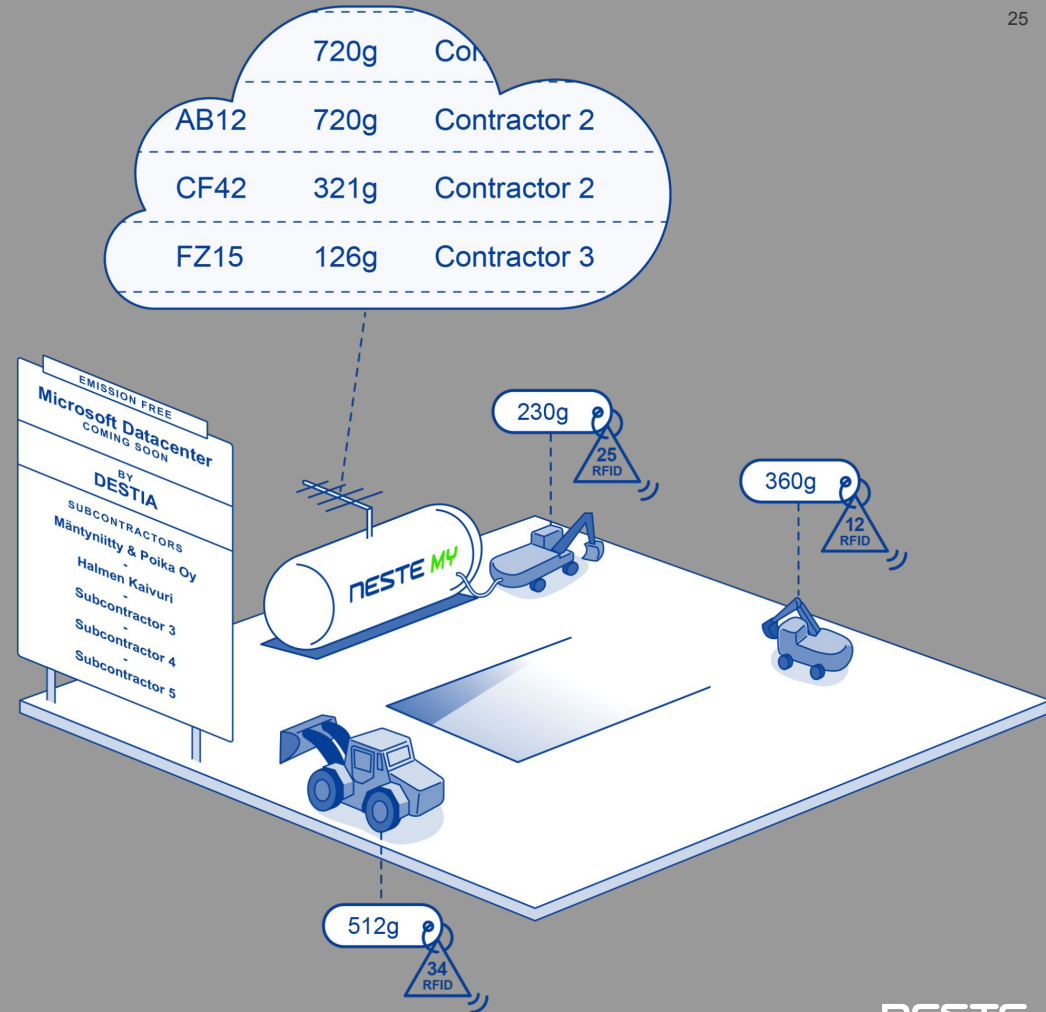 25
720g Con
AB12 720g Contractor 2
CF42 321g Contractor 2
FZ15 126g Contractor 3
EMISSION FREE
Microsoft Datacenter
COMING SOON
BY
DESTIA
SUBCONTRACTORS
Mäntyniitty & Poika Oy
-
Halmen Kaivuri
-
Subcontractor 3
-
Subcontractor 4
-
Subcontractor 5
NESTE MY
230g
25
RFID
360g
12
RFID
512g
34
RFID
NESTE